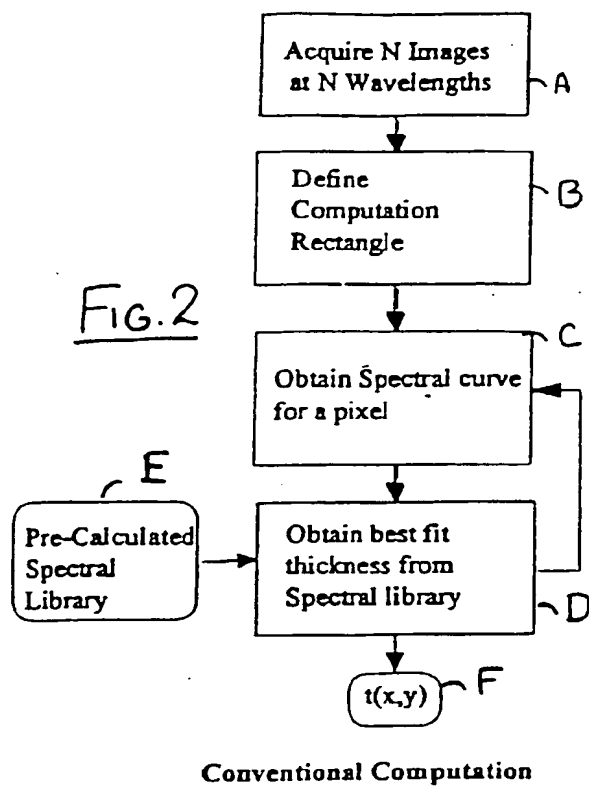 Acquire N Images
at N Wavelengths
A
Define
Computation
Rectangle
B
FIG. 2
C
Obtain Spectral curve
for a pixel
E
Pre-Calculated
Spectral
Library
Obtain best fit
thickness from
Spectral library
D
t(x,y)
F
Conventional Computation